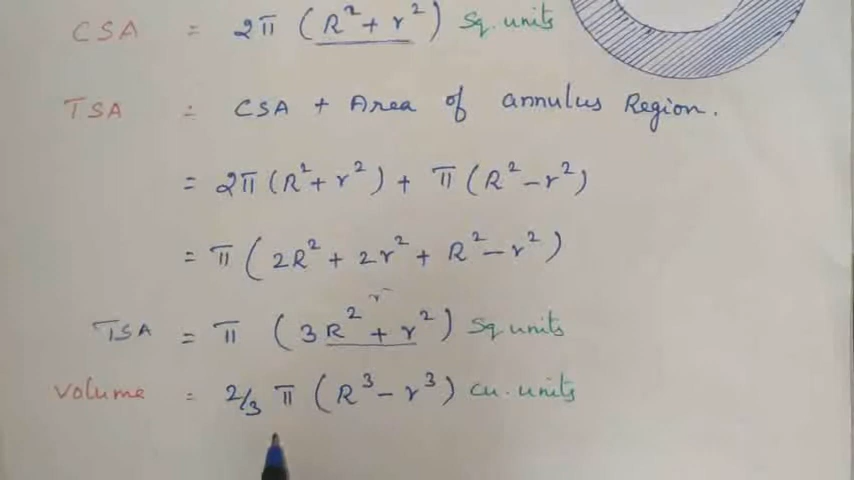 CSA = 2π (R² + r²) Sq. units
TSA = CSA + Area of annulus Region.
= 2π (R² + r²) + π (R² - r²)
= π (2R² + 2r² + R² - r²)
TSA = π (3R² + r²) Sq units
Volume = 2/3 π (R³ - r³) cu. units